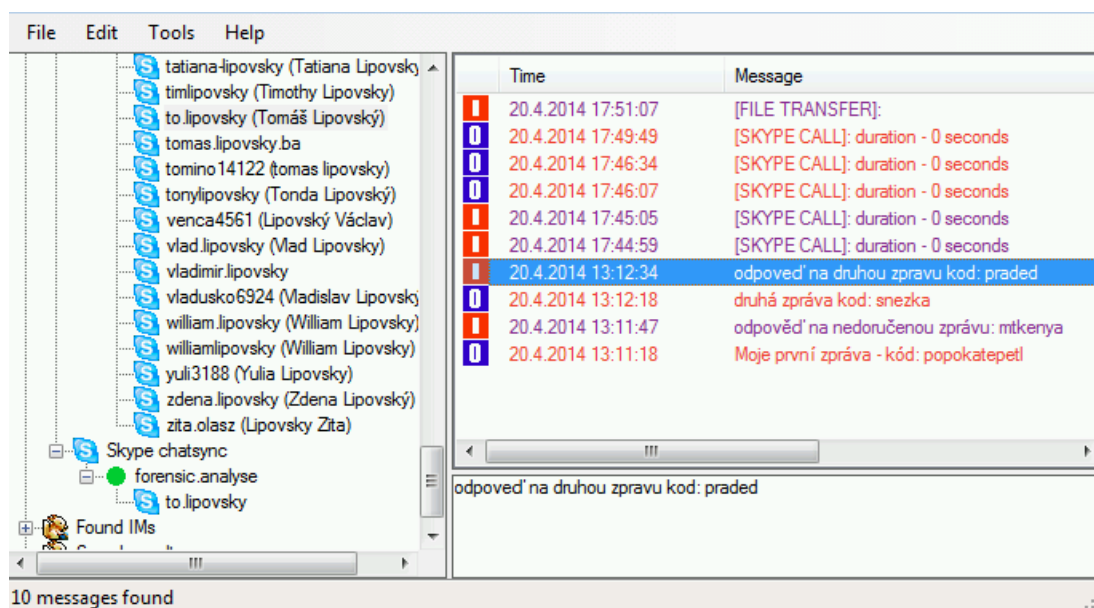 File Edit Tools Help
tatiana-lipovsky (Tatiana Lipovsky
timlipovsky (Timothy Lipovsky)
to.lipovsky (Tomáš Lipovský)
tomas.lipovsky.ba
tomino14122 (tomas lipovsky)
tonylipovsky (Tonda Lipovský)
venca4561 (Lipovský Václav)
vlad.lipovsky (Vlad Lipovsky)
vladimir.lipovsky
vladusko6924 (Vladislav Lipovský
william.lipovsky (William Lipovsky)
williamlipovsky (William Lipovsky)
yuli3188 (Yulia Lipovsky)
zdena.lipovsky (Zdena Lipovský)
zita.olasz (Lipovsky Zita)
Skype chatsync
forensic.analyse
to.lipovsky
Found IMs
Time Message
I 20.4.2014 17:51:07 [FILE TRANSFER]:
O 20.4.2014 17:49:49 [SKYPE CALL]: duration - 0 seconds
O 20.4.2014 17:46:34 [SKYPE CALL]: duration - 0 seconds
O 20.4.2014 17:46:07 [SKYPE CALL]: duration - 0 seconds
I 20.4.2014 17:45:05 [SKYPE CALL]: duration - 0 seconds
I 20.4.2014 17:44:59 [SKYPE CALL]: duration - 0 seconds
I 20.4.2014 13:12:34 odpoveď na druhou zpravu kod: praded
O 20.4.2014 13:12:18 druhá zpráva kod: snezka
I 20.4.2014 13:11:47 odpověď na nedoručenou zprávu: mtkenya
O 20.4.2014 13:11:18 Moje první zpráva - kód: popokatepetl
odpoveď na druhou zpravu kod: praded
10 messages found